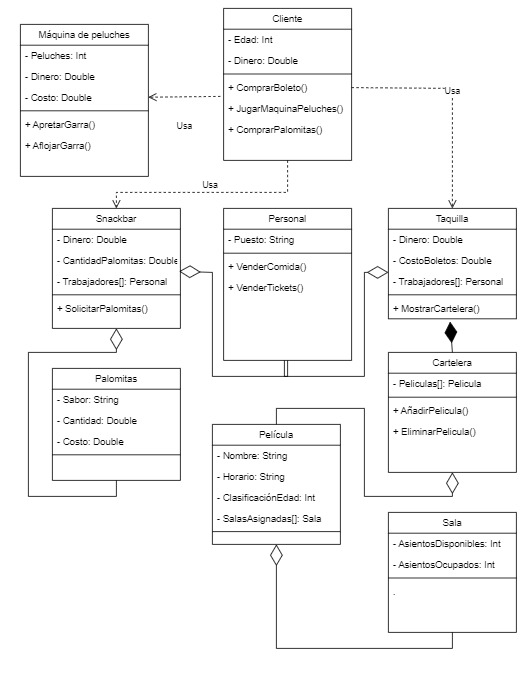 Cliente
- Edad: Int
- Dinero: Double
+ ComprarBoleto()
+ JugarMaquinaPeluches()
+ ComprarPalomitas()
Máquina de peluches
- Peluches: Int
- Dinero: Double
- Costo: Double
+ ApretarGarra()
+ AflojarGarra()
Usa
Usa
Usa
Snackbar
- Dinero: Double
- CantidadPalomitas: Double
- Trabajadores[]: Personal
+ SolicitarPalomitas()
Personal
- Puesto: String
+ VenderComida()
+ VenderTickets()
Taquilla
- Dinero: Double
- CostoBoletos: Double
- Trabajadores[]: Personal
+ MostrarCartelera()
Palomitas
- Sabor: String
- Cantidad: Double
- Costo: Double
Cartelera
- Peliculas[]: Pelicula
+ AñadirPelicula()
+ EliminarPelicula()
Película
- Nombre: String
- Horario: String
- ClasificaciónEdad: Int
- SalasAsignadas[]: Sala
Sala
- AsientosDisponibles: Int
- AsientosOcupados: Int
.